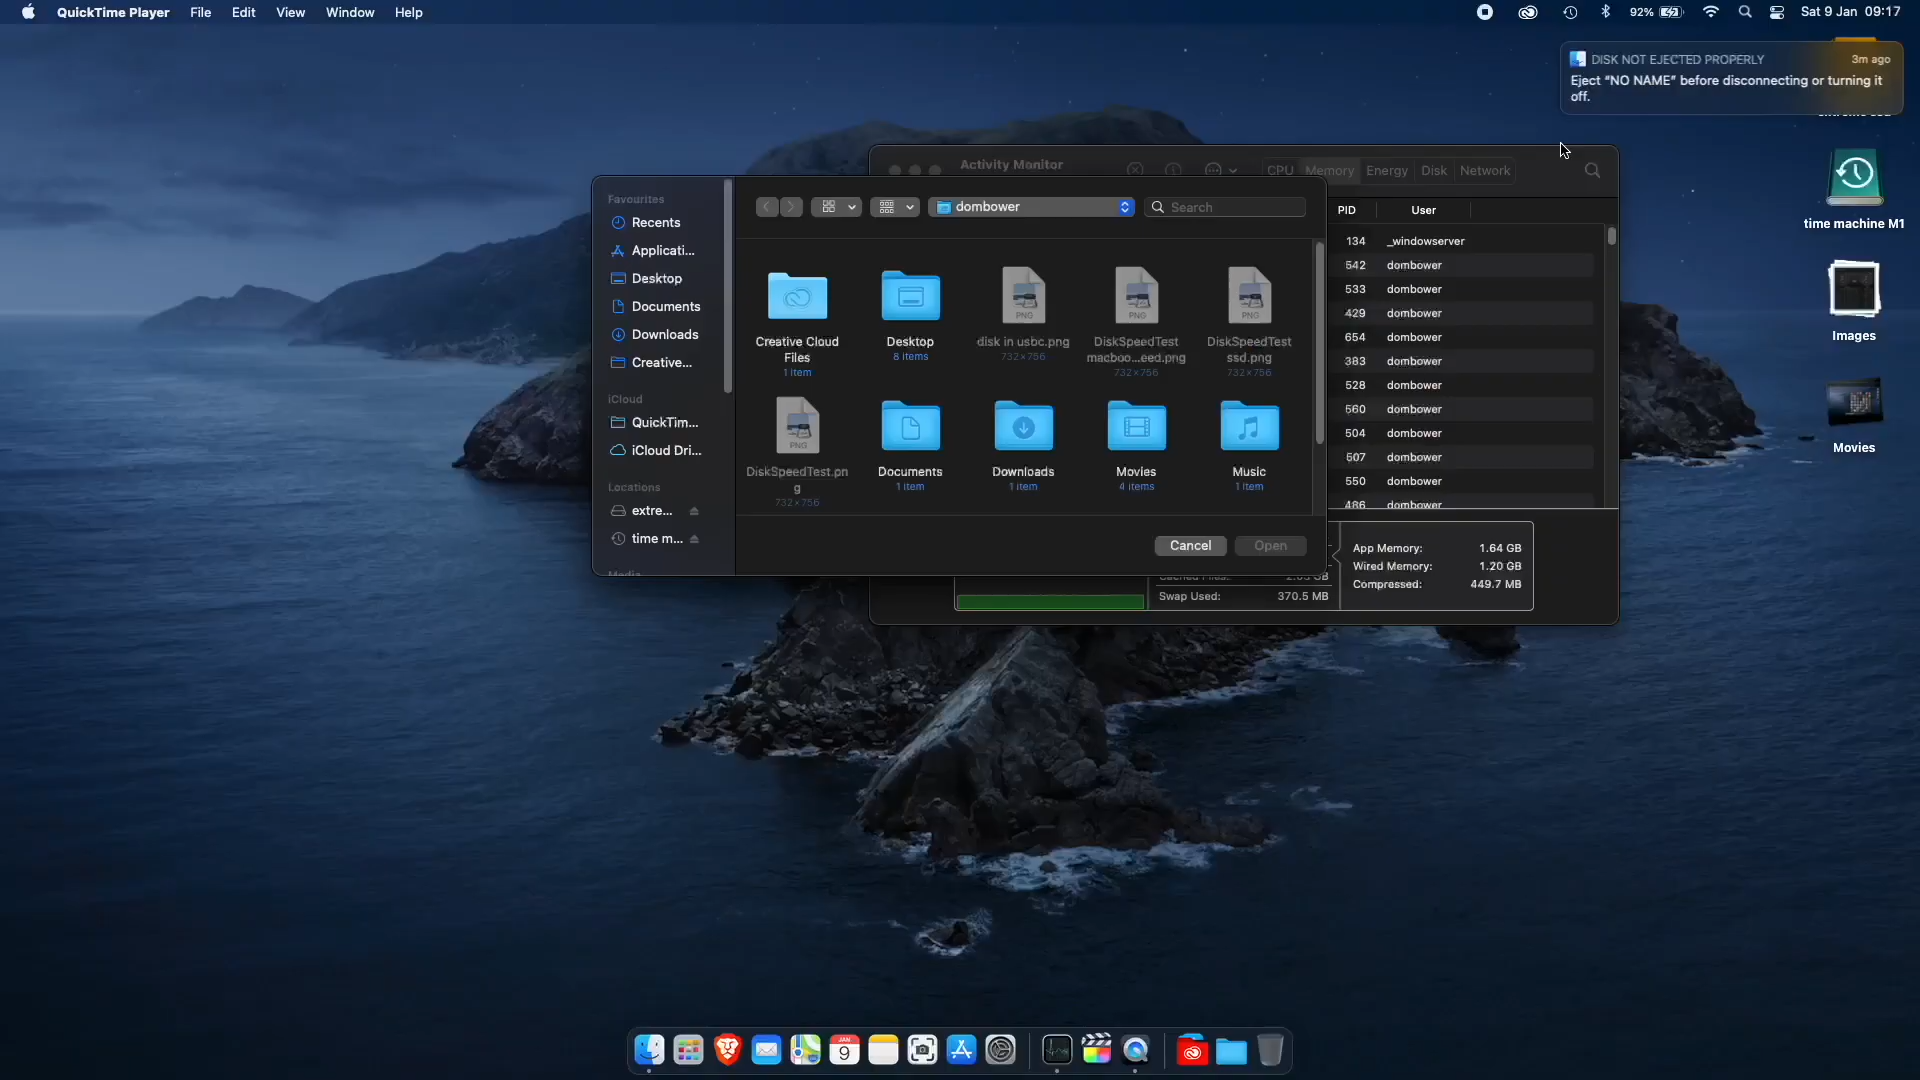 QuickTime Player File Edit View Window Help
92% Sat 9 Jan 09:17
DISK NOT EJECTED PROPERLY 3m ago
Eject “NO NAME” before disconnecting or turning it
off.
time machine M1
Images
Movies
Activity Monitor
CPU Memory Energy Disk Network
PID User
134 _windowserver
542 dombower
533 dombower
429 dombower
654 dombower
383 dombower
528 dombower
560 dombower
504 dombower
507 dombower
550 dombower
486 dombower
App Memory: 1.64 GB
Wired Memory: 1.20 GB
Compressed: 449.7 MB
Swap Used: 370.5 MB
Favourites
Recents
Applicati...
Desktop
Documents
Downloads
Creative...
iCloud
QuickTim...
iCloud Dri...
Locations
extre...
time m...
dombower
Search
Creative Cloud
Files
1 item
Desktop
8 items
disk in usbc.png
732×756
DiskSpeedTest
macboo...eed.png
732×756
DiskSpeedTest
ssd.png
732×756
DiskSpeedTest.pn
g
732×756
Documents
1 item
Downloads
1 item
Movies
4 items
Music
1 item
Cancel Open
PNG
PNG
PNG
PNG
JAN
9